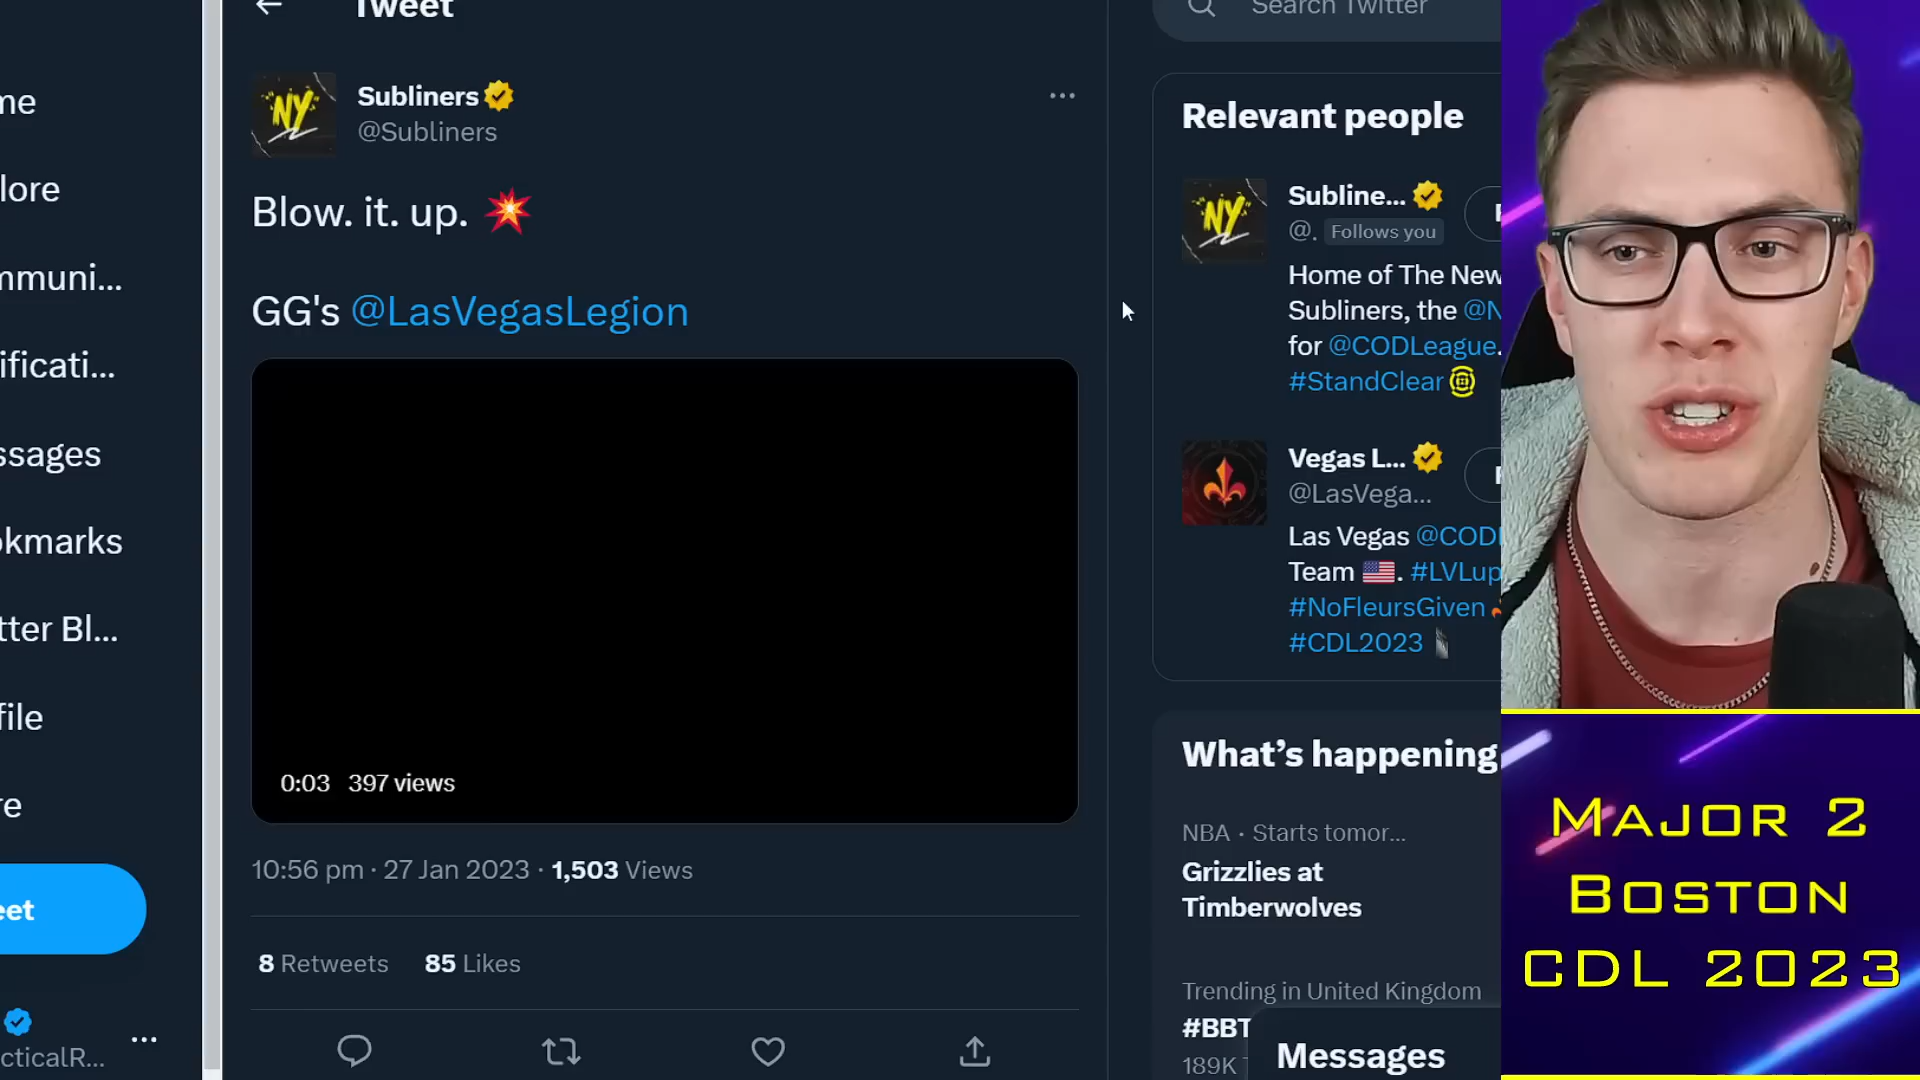 Tweet
Search Twitter
me
lore
mmuni...
ificati...
ssages
okmarks
tter Bl...
file
re
eet
cticalR...
NY
Subliners
@Subliners
Blow. it. up. 💥
GG's @LasVegasLegion
0:03 397 views
10:56 pm · 27 Jan 2023 · 1,503 Views
8 Retweets 85 Likes
Relevant people
NY
Subline...
@. Follows you
Home of The New
Subliners, the @N
for @CODLeague.
#StandClear
Vegas L...
@LasVega...
Las Vegas @CODL
Team 🇺🇸. #LVLup
#NoFleursGiven
#CDL2023
What's happening
NBA · Starts tomor...
Grizzlies at
Timberwolves
Trending in United Kingdom
#BBT
189K T
Messages
Major 2
Boston
CDL 2023